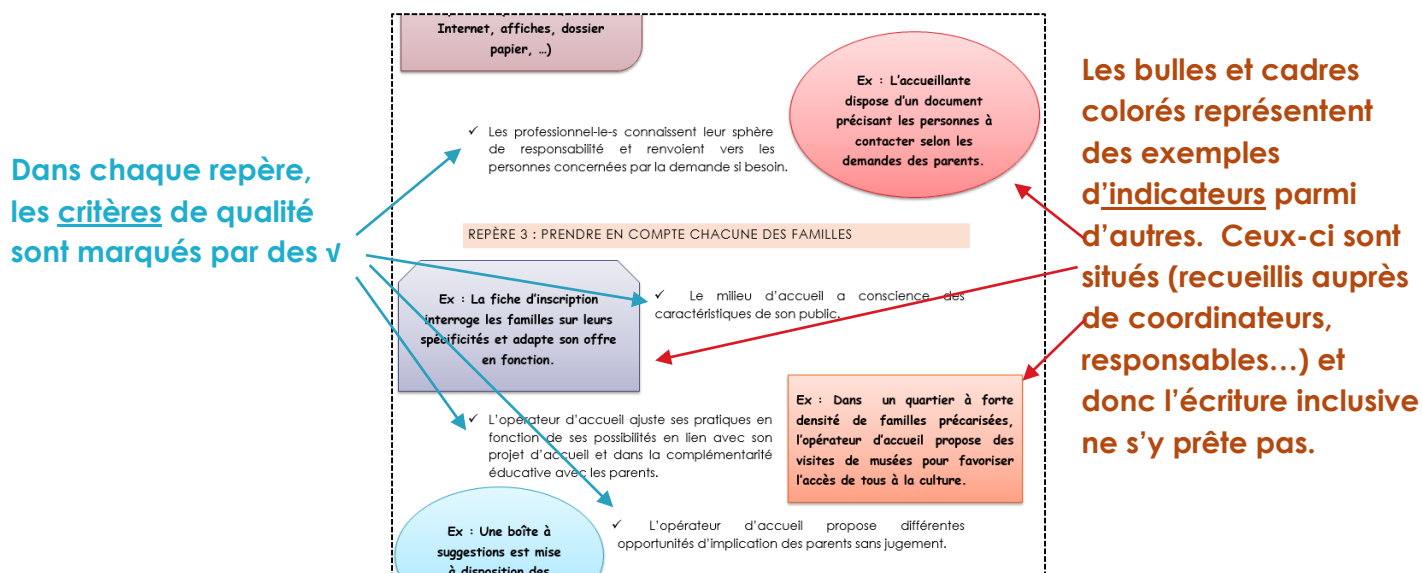 Dans chaque repère,
les critères de qualité
sont marqués par des √
Internet, affiches, dossier
papier, …)
Ex : L'accueillante
dispose d'un document
précisant les personnes à
contacter selon les
demandes des parents.
✓ Les professionnel-le-s connaissent leur sphère
de responsabilité et renvoient vers les
personnes concernées par la demande si besoin.
REPÈRE 3 : PRENDRE EN COMPTE CHACUNE DES FAMILLES
Ex : La fiche d'inscription
interroge les familles sur leurs
spécificités et adapte son offre
en fonction.
✓ Le milieu d'accueil a conscience des
caractéristiques de son public.
✓ L'opérateur d'accueil ajuste ses pratiques en
fonction de ses possibilités en lien avec son
projet d'accueil et dans la complémentarité
éducative avec les parents.
Ex : Dans un quartier à forte
densité de familles précarisées,
l'opérateur d'accueil propose des
visites de musées pour favoriser
l'accès de tous à la culture.
Ex : Une boîte à
suggestions est mise
à disposition des
✓ L'opérateur d'accueil propose différentes
opportunités d'implication des parents sans jugement.
Les bulles et cadres
colorés représentent
des exemples
d'indicateurs parmi
d'autres. Ceux-ci sont
situés (recueillis auprès
de coordinateurs,
responsables…) et
donc l'écriture inclusive
ne s'y prête pas.